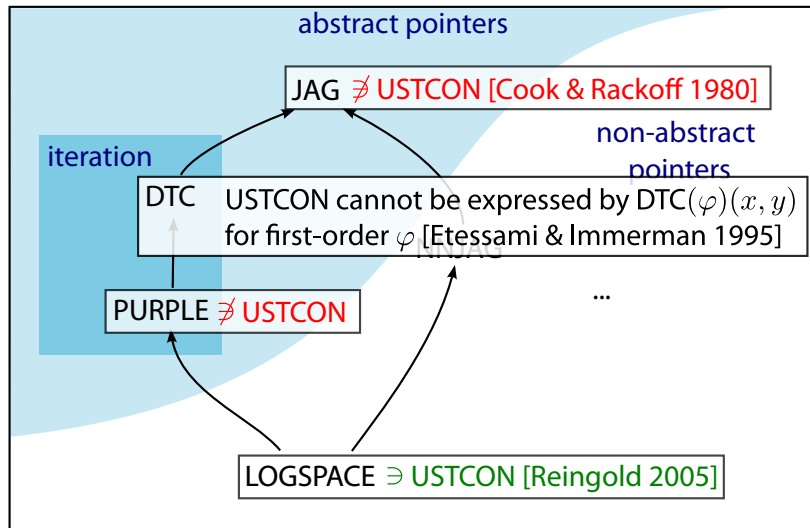 abstract pointers
JAG ∌ USTCON [Cook & Rackoff 1980]
non-abstract
pointers
iteration
DTC USTCON cannot be expressed by DTC(φ)(x, y)
for first-order φ [Etessami & Immerman 1995]
NNJAG
PURPLE ∌ USTCON
...
LOGSPACE ∋ USTCON [Reingold 2005]